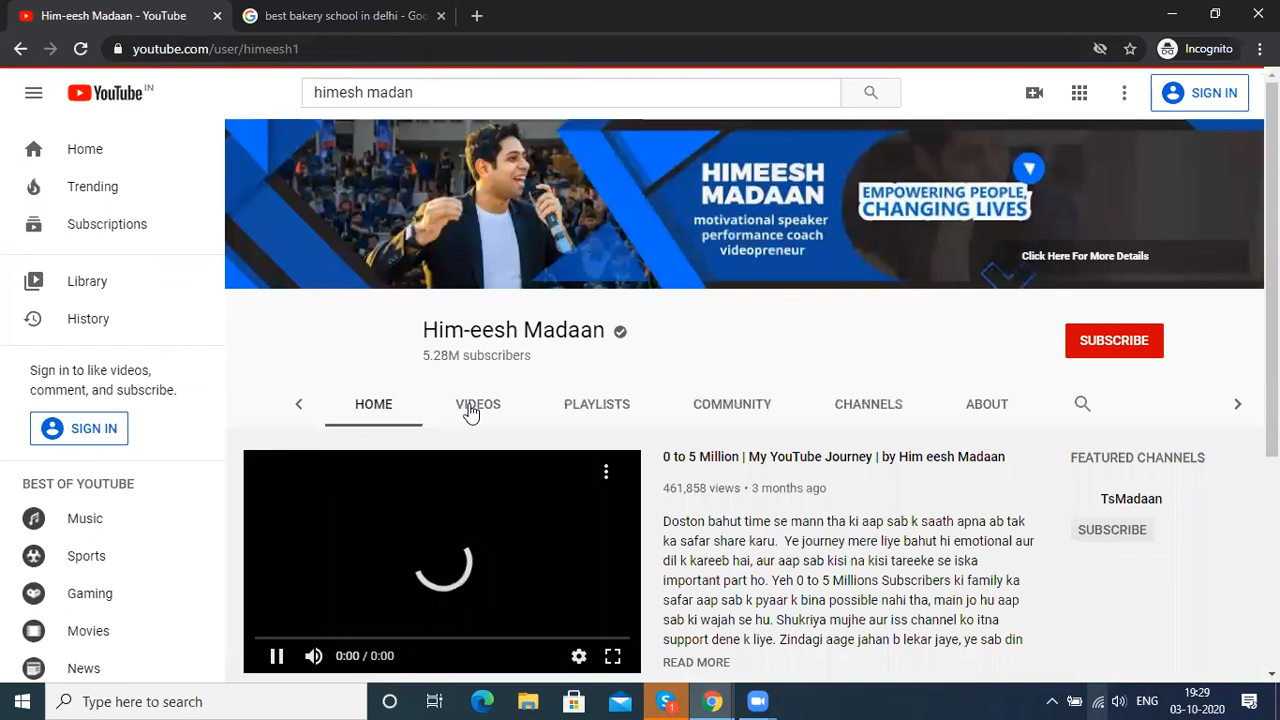 Him-eesh Madaan - YouTube
best bakery school in delhi - Goo
youtube.com/user/himeesh1
Incognito
YouTube IN
himesh madan
SIGN IN
Home
Trending
Subscriptions
Library
History
Sign in to like videos,
comment, and subscribe.
SIGN IN
BEST OF YOUTUBE
Music
Sports
Gaming
Movies
News
HIMEESH
MADAAN
motivational speaker
performance coach
videopreneur
EMPOWERING PEOPLE,
CHANGING LIVES
Click Here For More Details
Him-eesh Madaan
5.28M subscribers
SUBSCRIBE
HOME
VIDEOS
PLAYLISTS
COMMUNITY
CHANNELS
ABOUT
0:00 / 0:00
0 to 5 Million | My YouTube Journey | by Him eesh Madaan
461,858 views • 3 months ago
Doston bahut time se mann tha ki aap sab k saath apna ab tak
ka safar share karu. Ye journey mere liye bahut hi emotional aur
dil k kareeb hai, aur aap sab kisi na kisi tareeke se iska
important part ho. Yeh 0 to 5 Millions Subscribers ki family ka
safar aap sab k pyaar k bina possible nahi tha, main jo hu aap
sab ki wajah se hu. Shukriya mujhe aur iss channel ko itna
support dene k liye. Zindagi aage jahan b lekar jaye, ye sab din
READ MORE
FEATURED CHANNELS
TsMadaan
SUBSCRIBE
Type here to search
S
1
ENG
19:29
03-10-2020